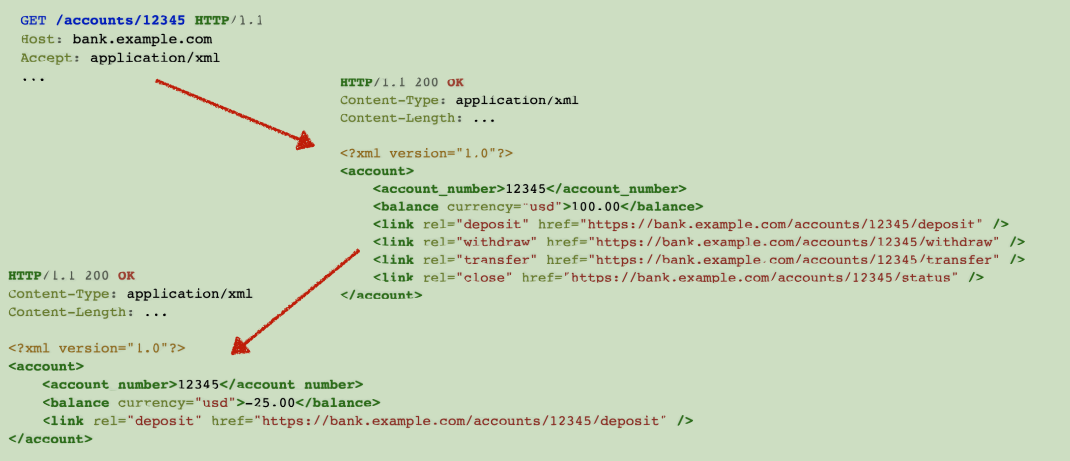 GET /accounts/12345 HTTP/1.1
Host: bank.example.com
Accept: application/xml
...
HTTP/1.1 200 OK
Content-Type: application/xml
Content-Length: ...
<?xml version="1.0"?>
<account>
<account_number>12345</account_number>
<balance currency="usd">100.00</balance>
<link rel="deposit" href="https://bank.example.com/accounts/12345/deposit" />
<link rel="withdraw" href="https://bank.example.com/accounts/12345/withdraw" />
<link rel="transfer" href="https://bank.example.com/accounts/12345/transfer" />
<link rel="close" href="https://bank.example.com/accounts/12345/status" />
</account>
HTTP/1.1 200 OK
Content-Type: application/xml
Content-Length: ...
<?xml version="1.0"?>
<account>
<account_number>12345</account_number>
<balance currency="usd">-25.00</balance>
<link rel="deposit" href="https://bank.example.com/accounts/12345/deposit" />
</account>